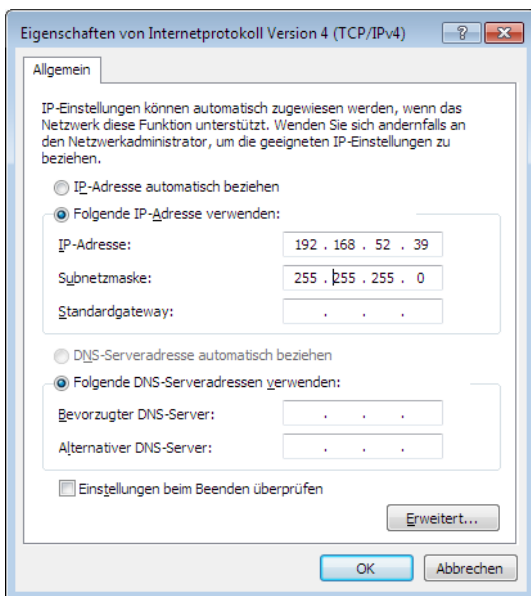 Eigenschaften von Internetprotokoll Version 4 (TCP/IPv4)
Allgemein
IP-Einstellungen können automatisch zugewiesen werden, wenn das
Netzwerk diese Funktion unterstützt. Wenden Sie sich andernfalls an
den Netzwerkadministrator, um die geeigneten IP-Einstellungen zu
beziehen.
IP-Adresse automatisch beziehen
Folgende IP-Adresse verwenden:
IP-Adresse: 192 . 168 . 52 . 39
Subnetzmaske: 255 . 255 . 255 . 0
Standardgateway: . . .
DNS-Serveradresse automatisch beziehen
Folgende DNS-Serveradressen verwenden:
Bevorzugter DNS-Server: . . .
Alternativer DNS-Server: . . .
Einstellungen beim Beenden überprüfen
Erweitert...
OK Abbrechen